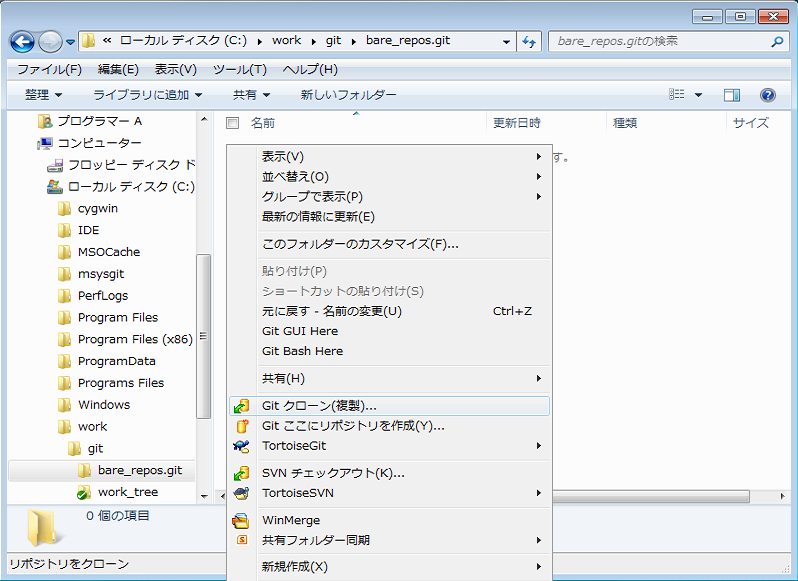 « ローカル ディスク (C:) ▸ work ▸ git ▸ bare_repos.git
bare_repos.gitの検索
ファイル(F) 編集(E) 表示(V) ツール(T) ヘルプ(H)
整理 ライブラリに追加 共有 新しいフォルダー
プログラマー A
コンピューター
フロッピー ディスク ド
ローカル ディスク (C:)
cygwin
IDE
MSOCache
msysgit
PerfLogs
Program Files
Program Files (x86)
ProgramData
Programs Files
Windows
work
git
bare_repos.git
work_tree
名前 更新日時 種類 サイズ
す。
表示(V)
並べ替え(O)
グループで表示(P)
最新の情報に更新(E)
このフォルダーのカスタマイズ(F)...
貼り付け(P)
ショートカットの貼り付け(S)
元に戻す - 名前の変更(U) Ctrl+Z
Git GUI Here
Git Bash Here
共有(H)
Git クローン(複製)...
Git ここにリポジトリを作成(Y)...
TortoiseGit
SVN チェックアウト(K)...
TortoiseSVN
WinMerge
共有フォルダー同期
新規作成(X)
0 個の項目
リポジトリをクローン